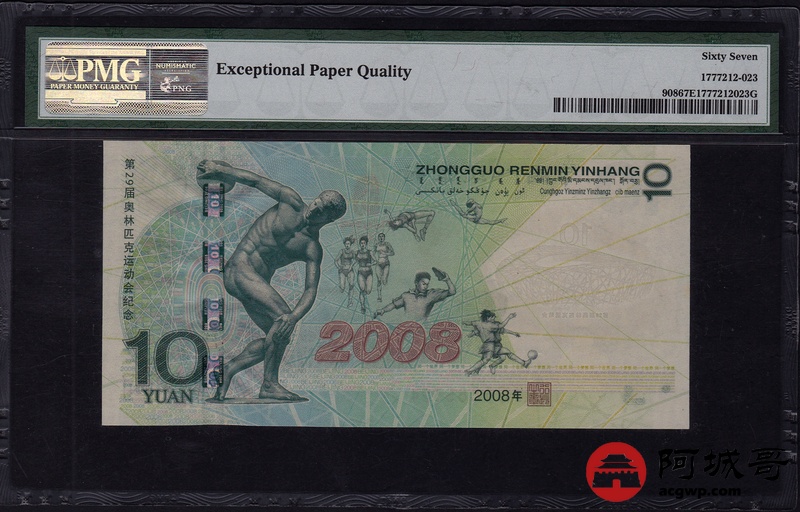 PMG
PAPER MONEY GUARANTY
NUMISMATIC
PNG
Exceptional Paper Quality
Sixty Seven
1777212-023
90867E1777212023G
第29届奥林匹克运动会纪念
ZHONGGUO RENMIN YINHANG
10
Cunghgoz Yinzminz Yinzhangz cib maenz
2008
10
YUAN
2008年
阿城哥
acgwp.com